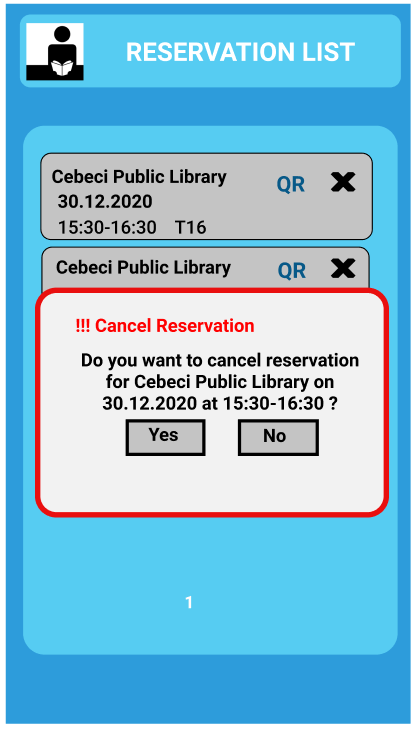 RESERVATION LIST
Cebeci Public Library QR ✖
30.12.2020
15:30-16:30 T16
Cebeci Public Library QR ✖
!!! Cancel Reservation
Do you want to cancel reservation
for Cebeci Public Library on
30.12.2020 at 15:30-16:30 ?
Yes No
1